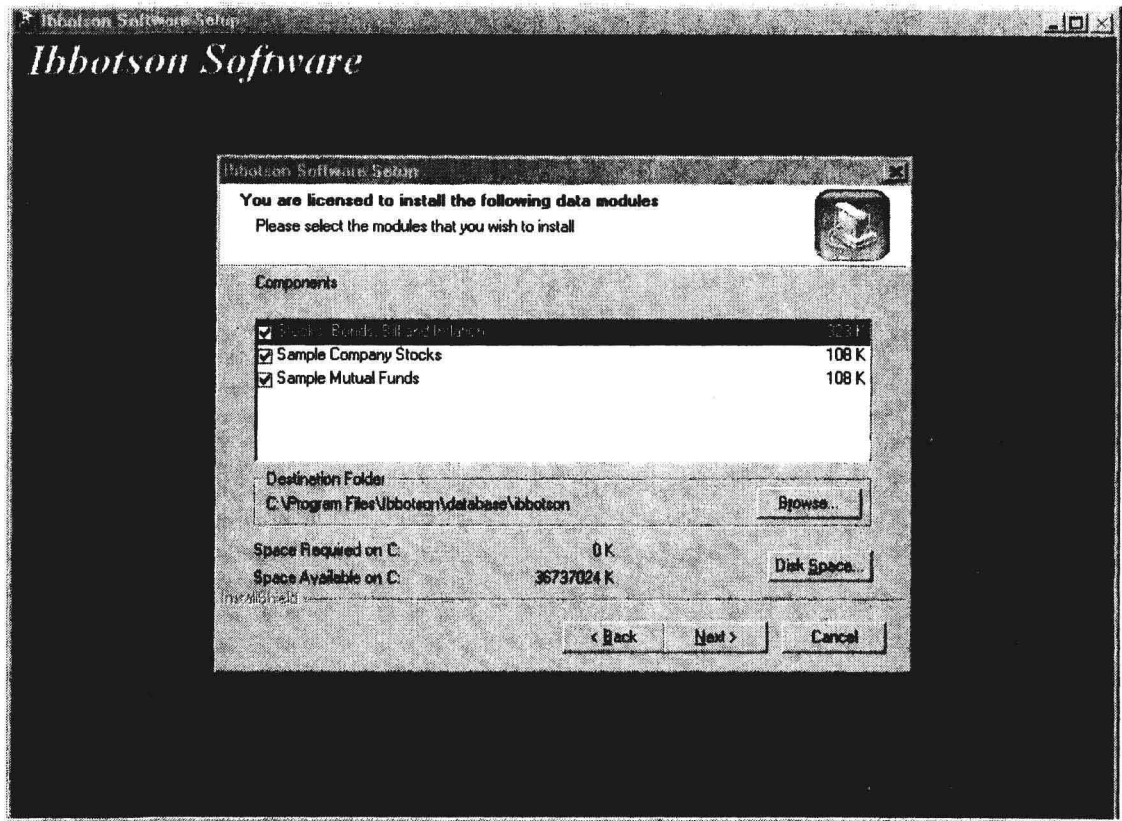 Ibbotson Software Setup
Ibbotson Software
Ibbotson Software Setup
You are licensed to install the following data modules
Please select the modules that you wish to install
Components
Stocks, Bonds, Bill and Inflation 323 K
Sample Company Stocks 108 K
Sample Mutual Funds 108 K
Destination Folder
C:\Program Files\Ibbotson\database\ibbotson
Browse...
Space Required on C: 0 K
Space Available on C: 36737024 K
Disk Space...
InstallShield
< Back Next > Cancel